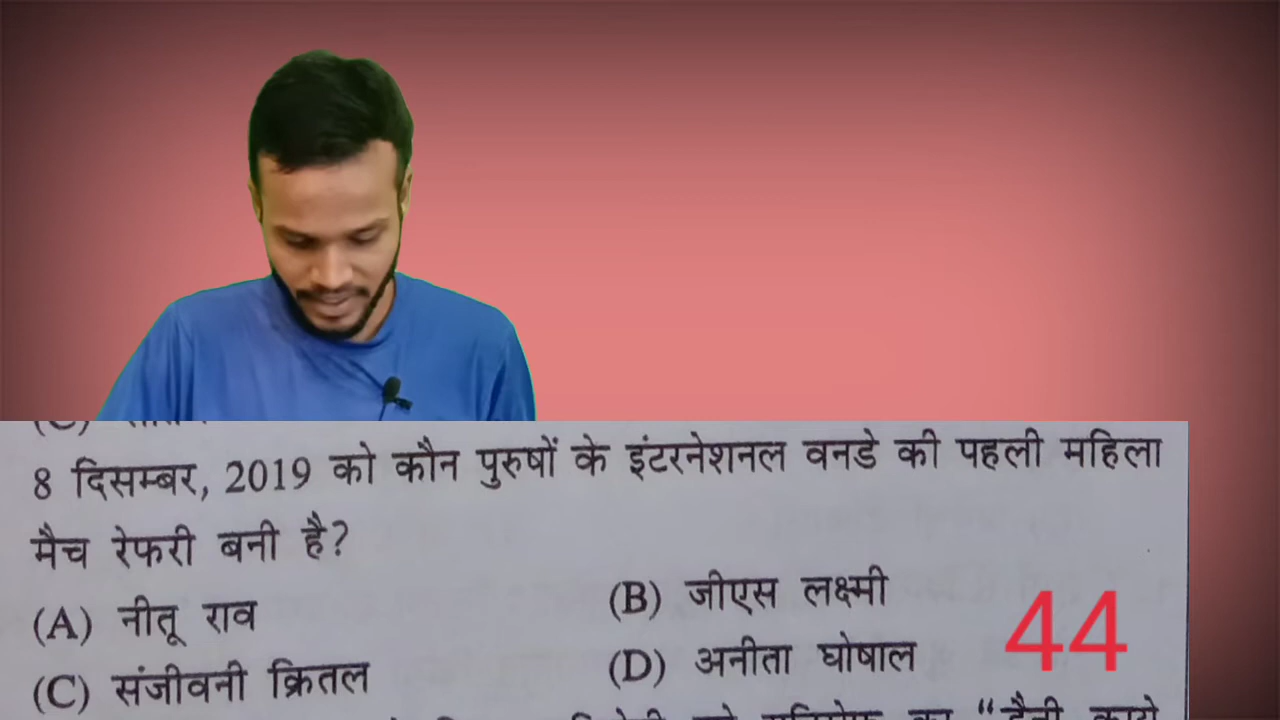 8 दिसम्बर, 2019 को कौन पुरुषों के इंटरनेशनल वनडे की पहली महिला
मैच रेफरी बनी है?
(A) नीतू राव
(B) जीएस लक्ष्मी
(C) संजीवनी क्रितल
(D) अनीता घोषाल
44